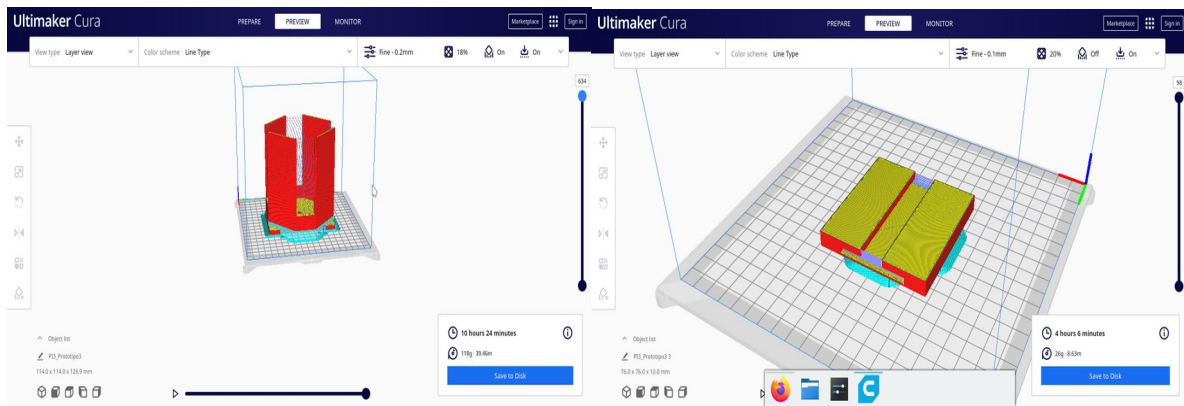 Ultimaker Cura PREPARE PREVIEW MONITOR Marketplace Sign in
View type Layer view Color scheme Line Type Fine - 0.2mm 18% On On
634
10 hours 24 minutes
118g · 39.46m
Save to Disk
Object list
PI3_Prototipo3
114.0 x 114.0 x 126.9 mm
Ultimaker Cura PREPARE PREVIEW MONITOR Marketplace Sign in
View type Layer view Color scheme Line Type Fine - 0.1mm 20% Off On
98
4 hours 6 minutes
26g · 8.63m
Save to Disk
Object list
PI3_Prototipo3 3
76.0 x 76.0 x 10.0 mm